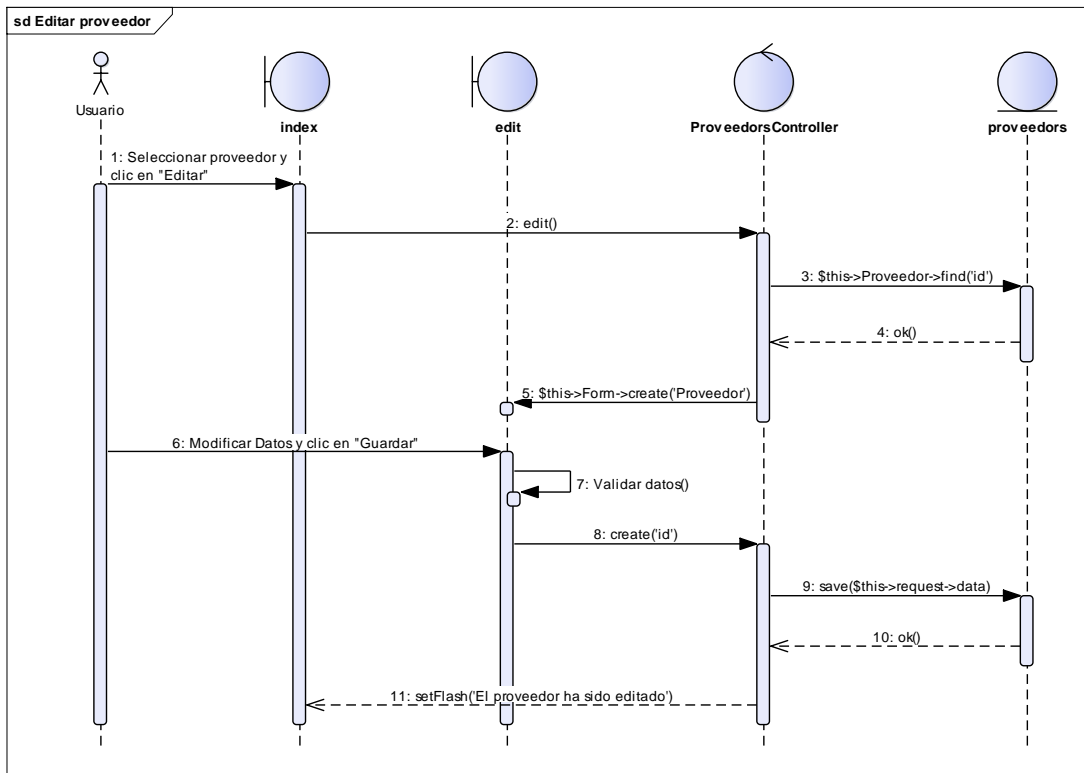 sd Editar proveedor
Usuario
index
edit
ProveedorsController
proveedors
1: Seleccionar proveedor y
clic en "Editar"
2: edit()
3: $this->Proveedor->find('id')
4: ok()
5: $this->Form->create('Proveedor')
6: Modificar Datos y clic en "Guardar"
7: Validar datos()
8: create('id')
9: save($this->request->data)
10: ok()
11: setFlash('El proveedor ha sido editado')